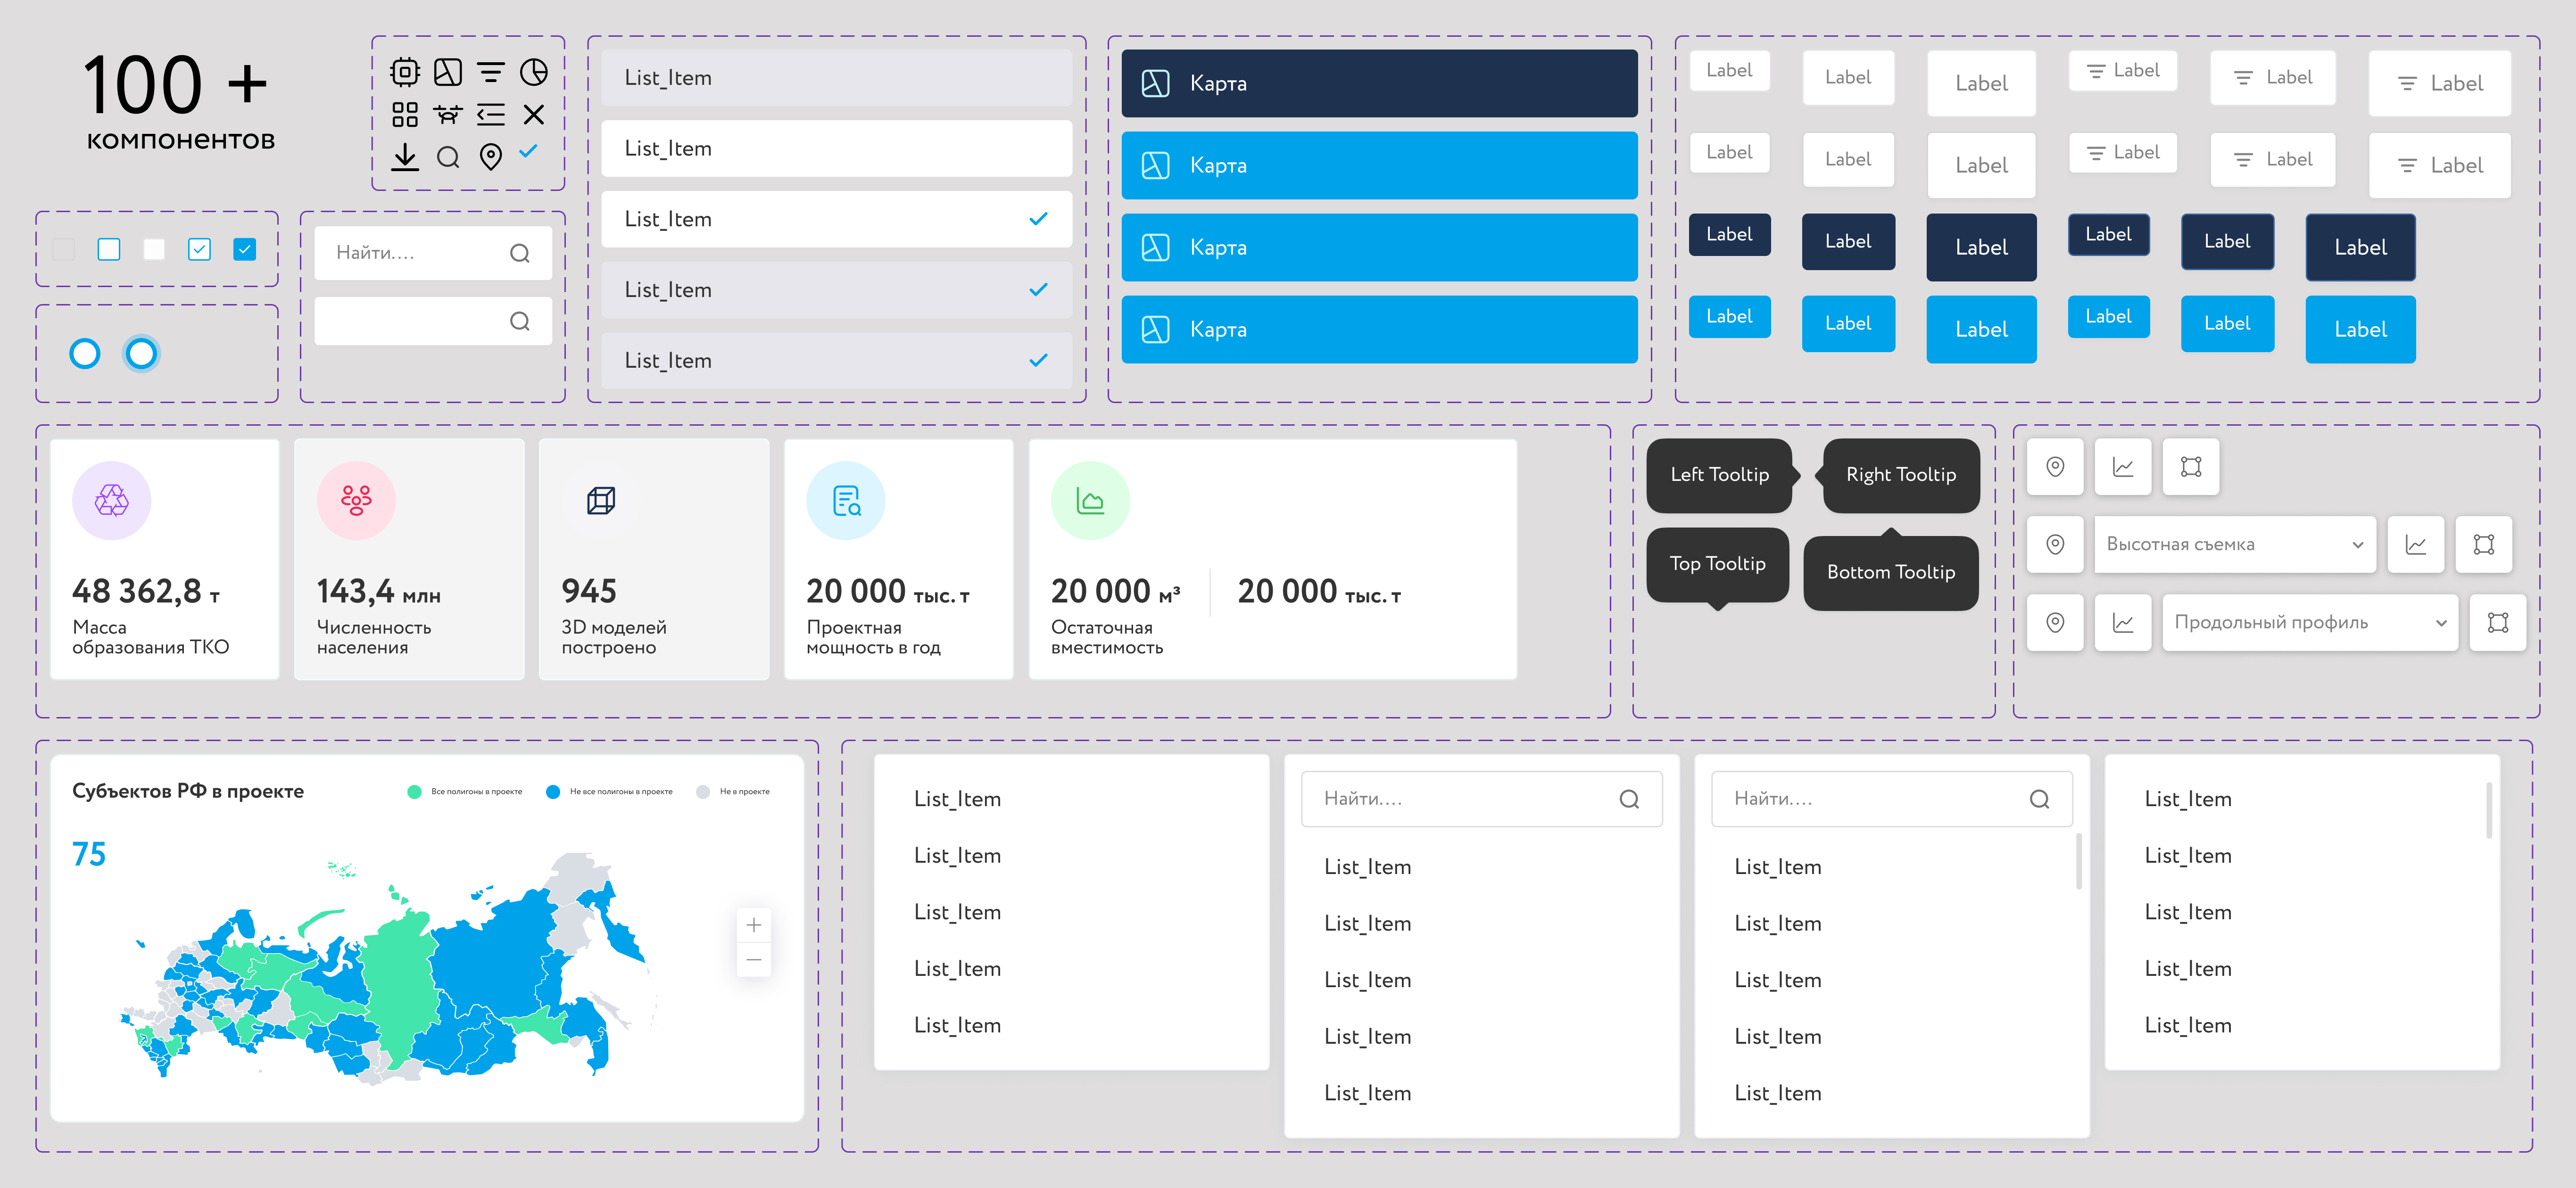 100 +
компонентов
Найти....
List_Item
List_Item
List_Item
List_Item
List_Item
Карта
Карта
Карта
Карта
Label Label Label Label Label Label
Label Label Label Label Label Label
Label Label Label Label Label Label
Label Label Label Label Label Label
48 362,8 т
Масса
образования ТКО
143,4 млн
Численность
населения
945
3D моделей
построено
20 000 тыс. т
Проектная
мощность в год
20 000 м³
20 000 тыс. т
Остаточная
вместимость
Left Tooltip
Right Tooltip
Top Tooltip
Bottom Tooltip
Высотная съемка
Продольный профиль
Субъектов РФ в проекте
Все полигоны в проекте
Не все полигоны в проекте
Не в проекте
75
List_Item
List_Item
List_Item
List_Item
List_Item
Найти....
List_Item
List_Item
List_Item
List_Item
List_Item
Найти....
List_Item
List_Item
List_Item
List_Item
List_Item
List_Item
List_Item
List_Item
List_Item
List_Item